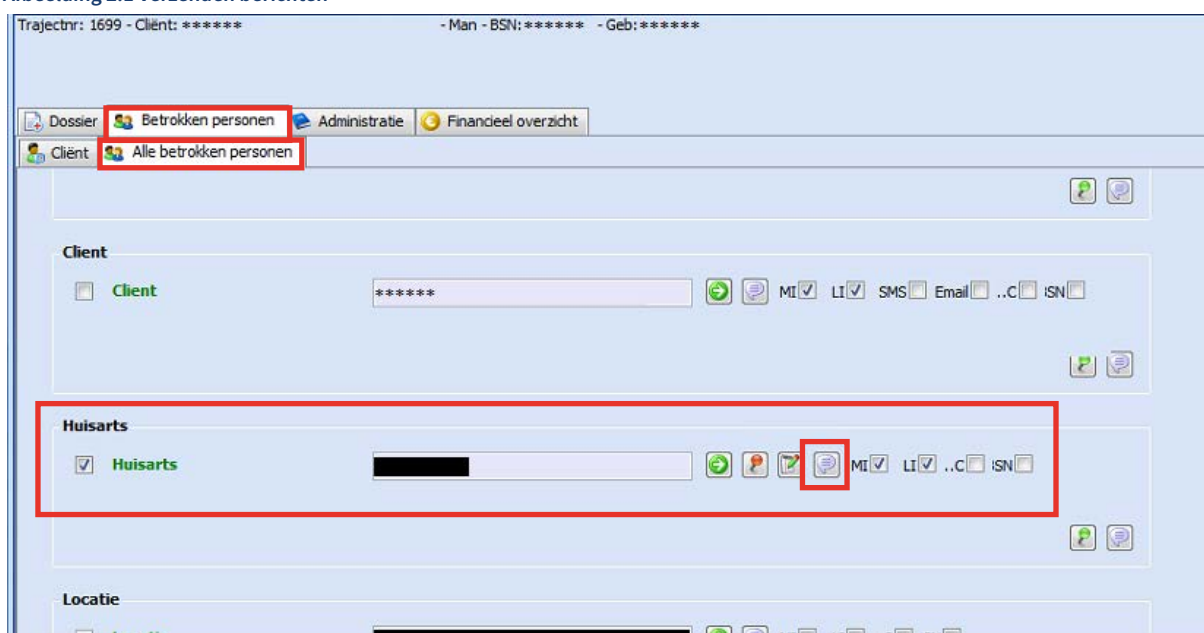 Trajectnr: 1699 - Cliënt: ****** - Man - BSN: ****** - Geb: ******
Dossier Betrokken personen Administratie Financieel overzicht
Cliënt Alle betrokken personen
Client
Client ****** MI LI SMS Email ..C ISN
Huisarts
Huisarts MI LI ..C ISN
Locatie